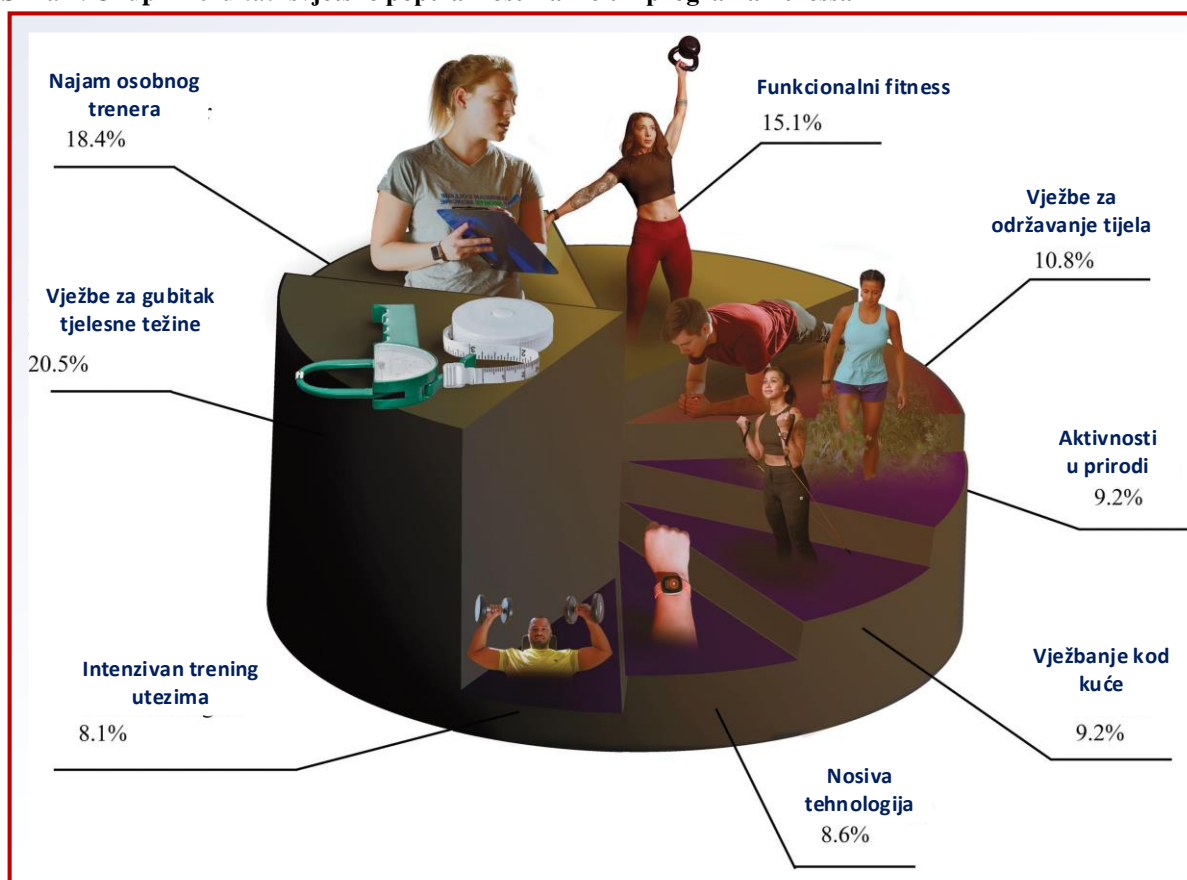 Najam osobnog
trenera
18.4%
Funkcionalni fitness
15.1%
Vježbe za
održavanje tijela
10.8%
Vježbe za gubitak
tjelesne težine
20.5%
Aktivnosti
u prirodi
9.2%
Intenzivan trening
utezima
8.1%
Vježbanje kod
kuće
9.2%
Nosiva
tehnologija
8.6%